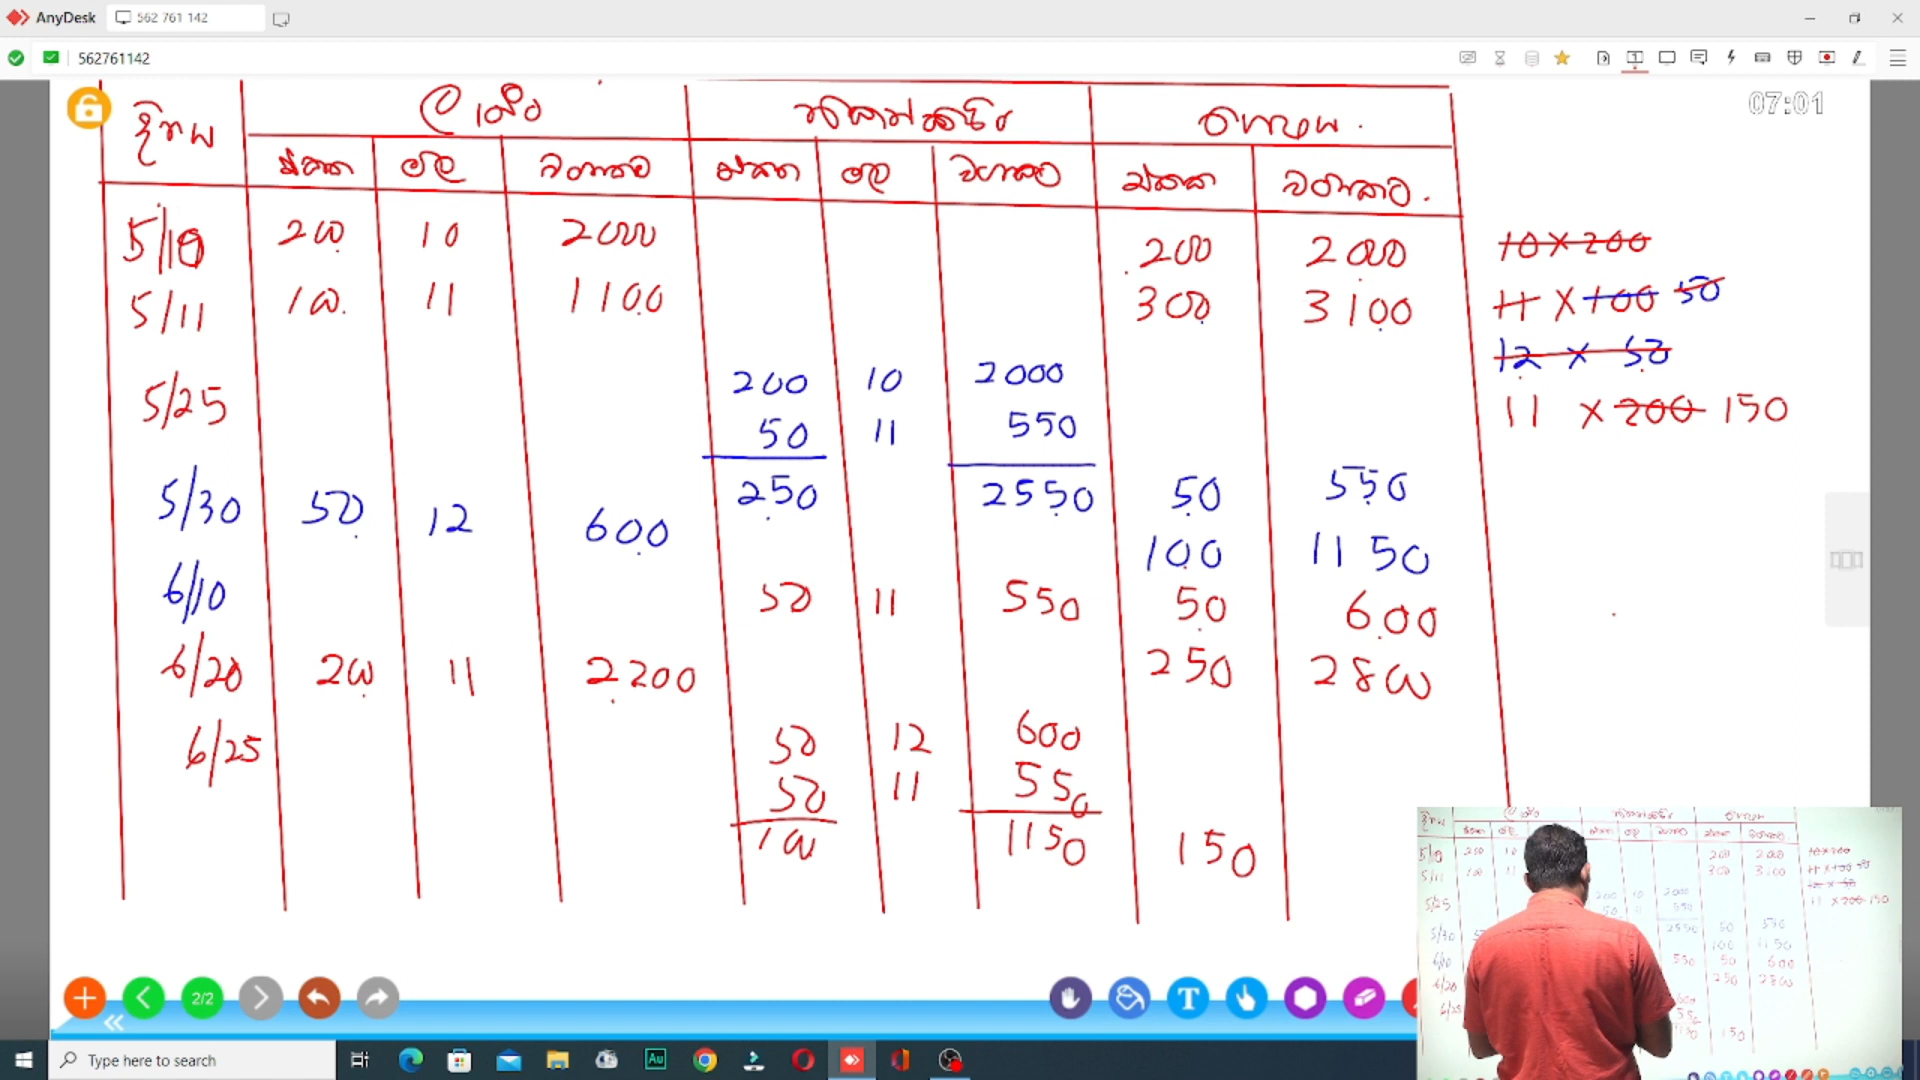 AnyDesk 562 761 142
562761142
07:01
දිනය ලැබීම් නිකුත් කිරීම් ශේෂය
ඒකක මිල වටිනාකම ඒකක මිල වටිනාකම ඒකක වටිනාකම
5/10 200 10 2000 200 2000 10 X 200
5/11 100 11 1100 300 3100 11 X 100 50
12 X 50
5/25 200 10 2000
11 X 200 150
50 11 550
250 2550 50 550
5/30 50 12 600 100 1150
6/10 50 11 550 50 600
6/20 200 11 2200 250 2800
6/25 50 12 600
50 11 550
100 1150 150
2/2
T
Type here to search
Au